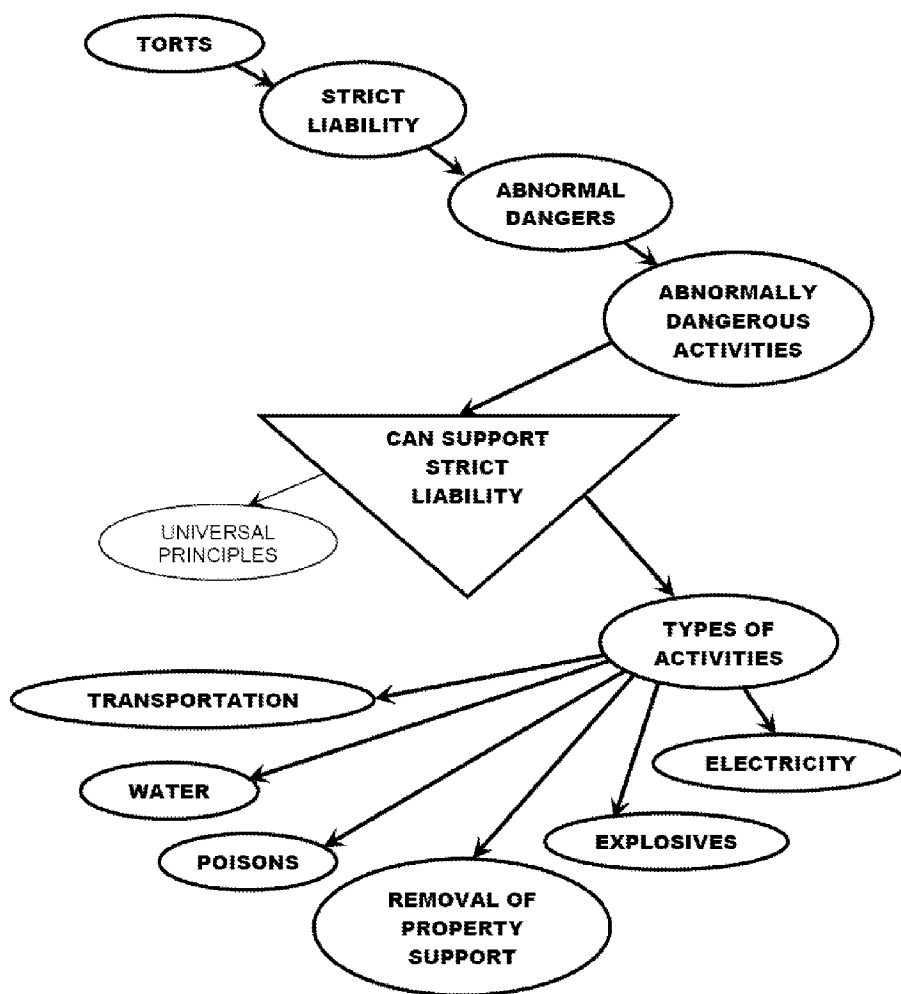 TORTS
STRICT
LIABILITY
ABNORMAL
DANGERS
ABNORMALLY
DANGEROUS
ACTIVITIES
CAN SUPPORT
STRICT
LIABILITY
UNIVERSAL
PRINCIPLES
TYPES OF
ACTIVITIES
TRANSPORTATION
WATER
POISONS
REMOVAL OF
PROPERTY
SUPPORT
EXPLOSIVES
ELECTRICITY